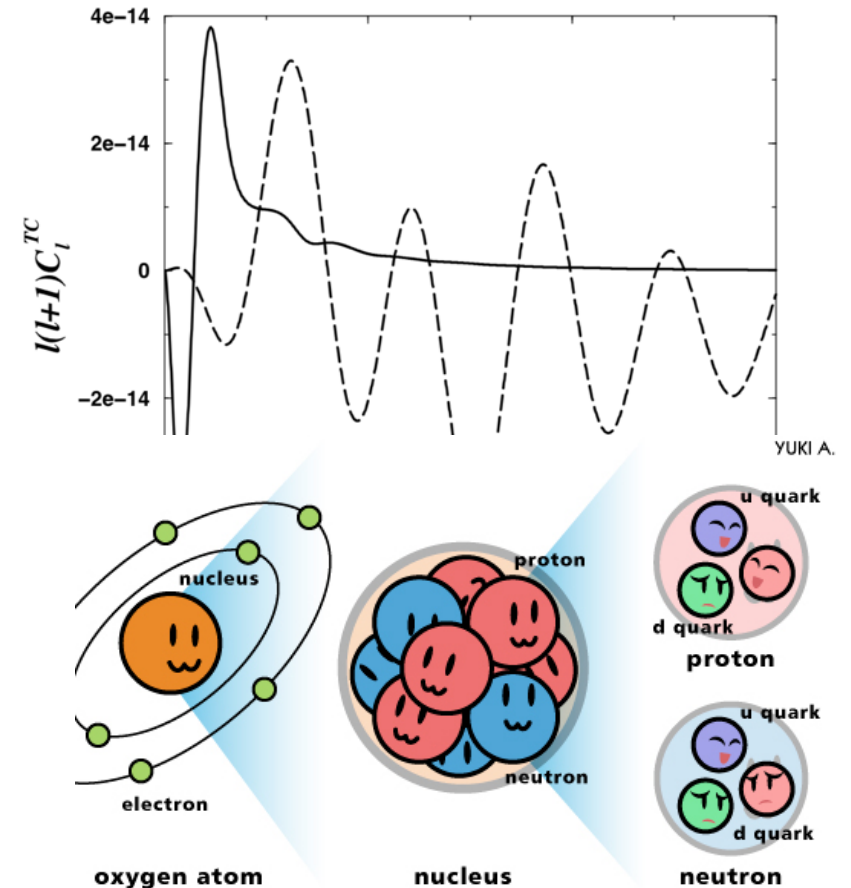 4e−14
2e−14
0
−2e−14
l(l+1)C_l^{TC}
YUKI A.
nucleus
electron
oxygen atom
proton
neutron
nucleus
u quark
d quark
proton
u quark
d quark
neutron